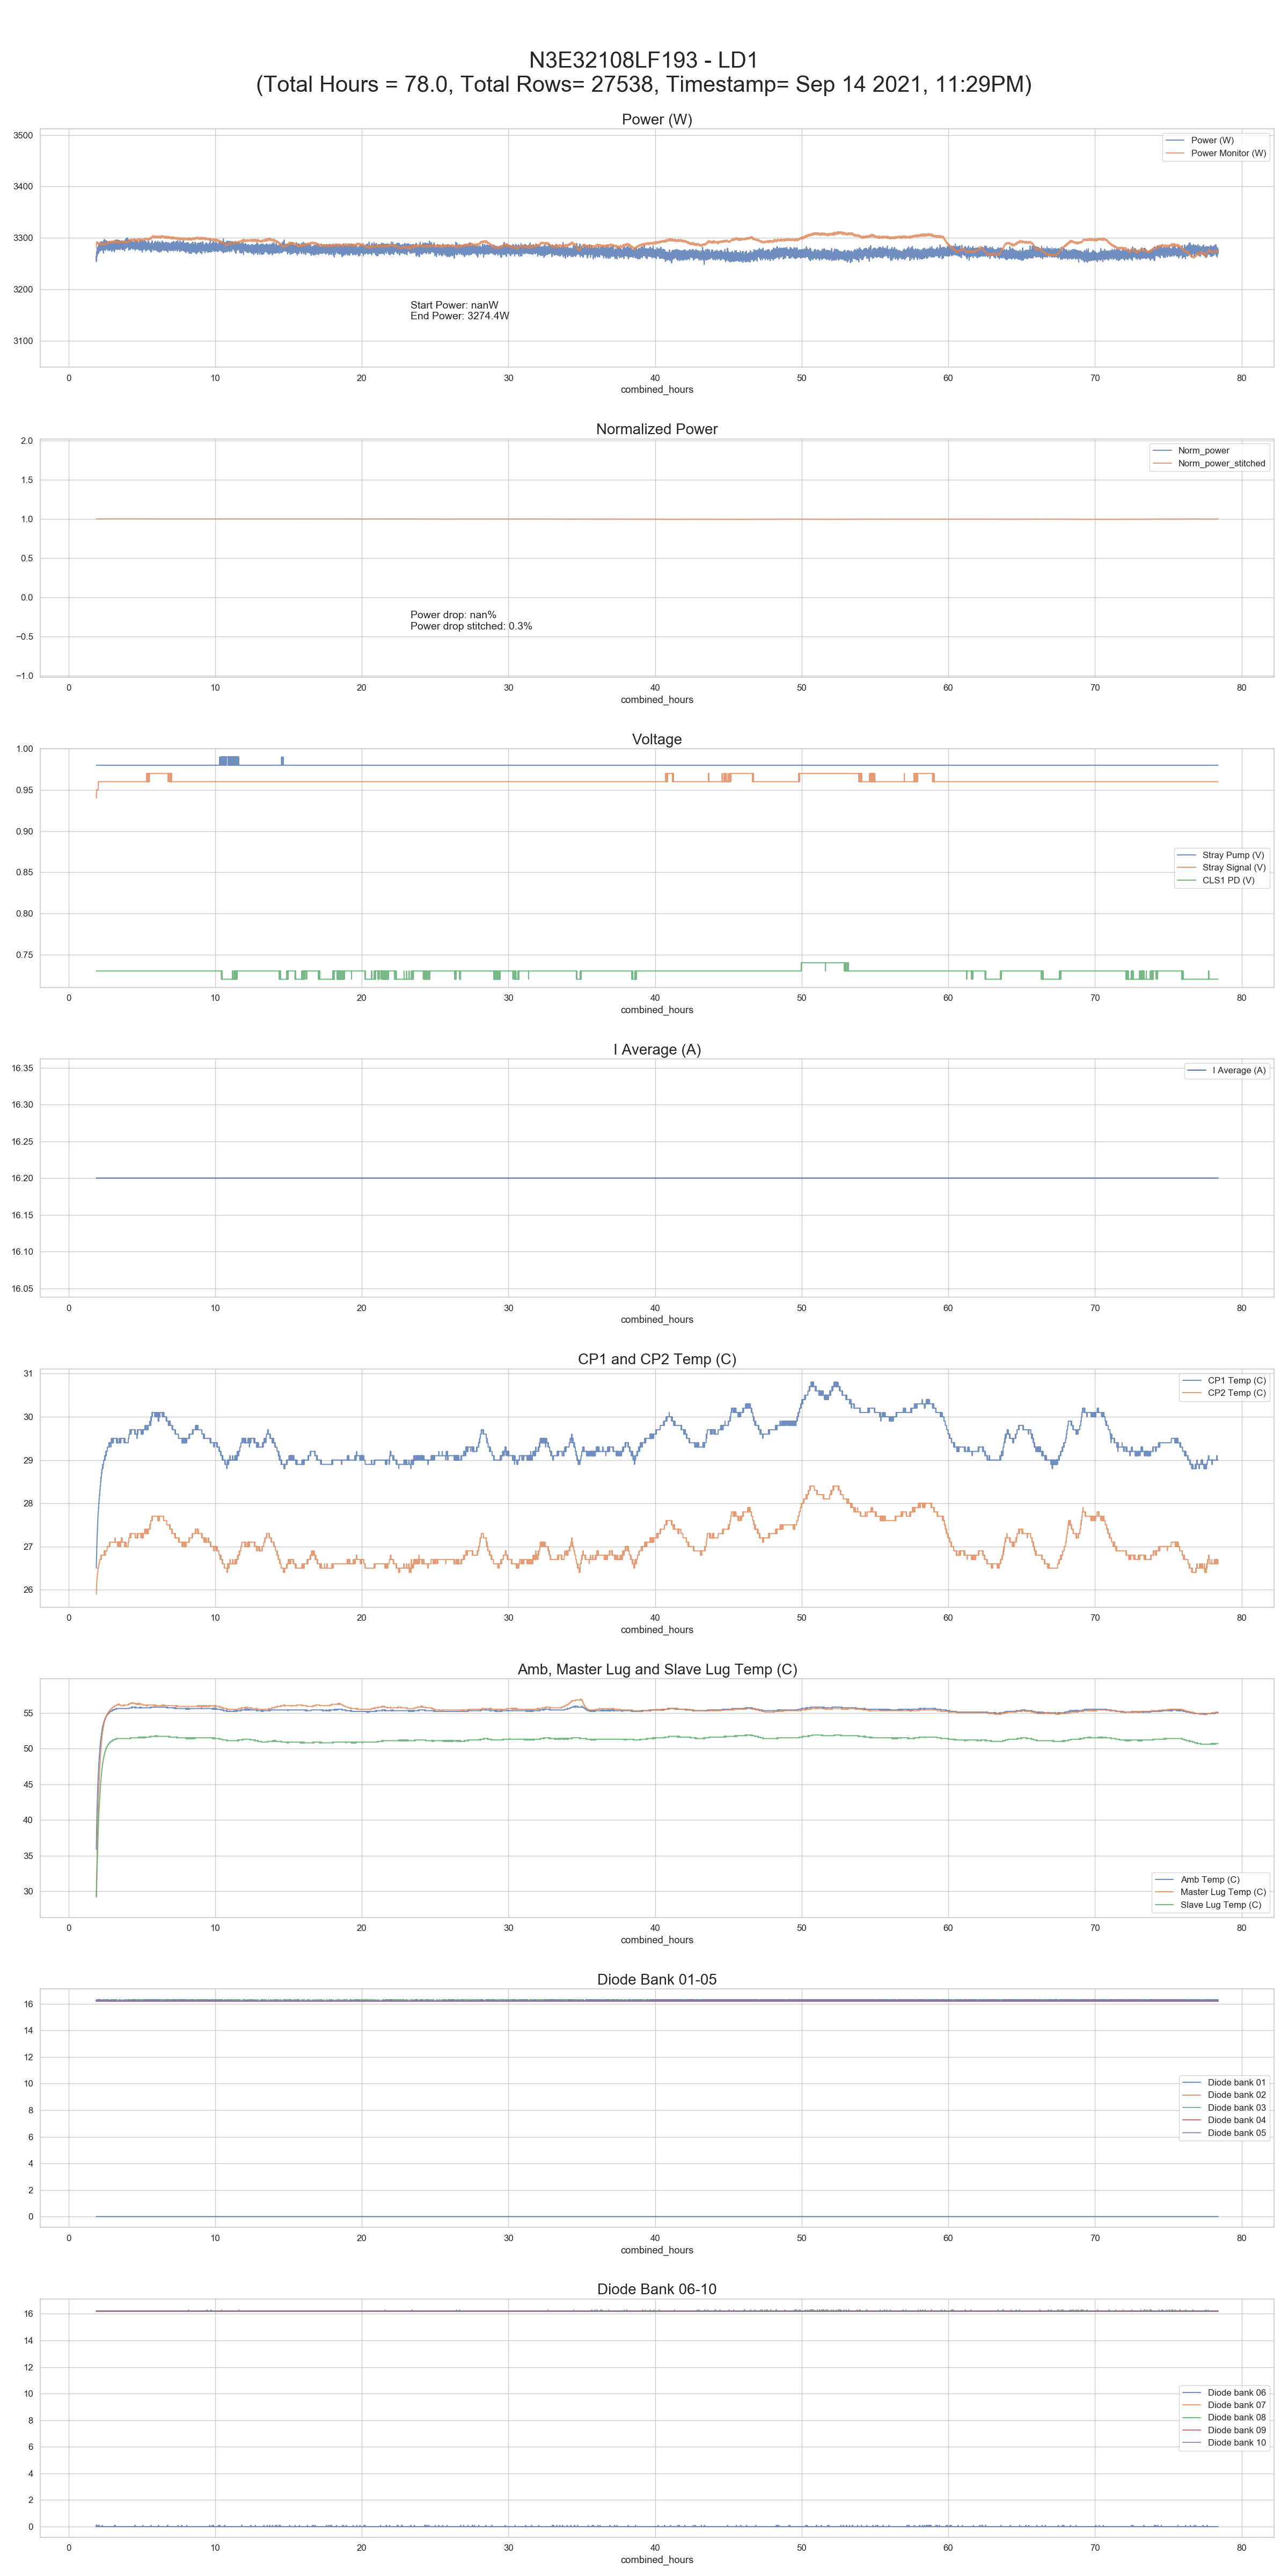 N3E32108LF193 - LD1
(Total Hours = 78.0, Total Rows= 27538, Timestamp= Sep 14 2021, 11:29PM)
Power (W)
3500
3400
3300
3200
3100
Power (W)
Power Monitor (W)
Start Power: nanW
End Power: 3274.4W
0 10 20 30 40 50 60 70 80
combined_hours
Normalized Power
2.0
1.5
1.0
0.5
0.0
−0.5
−1.0
Norm_power
Norm_power_stitched
Power drop: nan%
Power drop stitched: 0.3%
0 10 20 30 40 50 60 70 80
combined_hours
Voltage
1.00
0.95
0.90
0.85
0.80
0.75
Stray Pump (V)
Stray Signal (V)
CLS1 PD (V)
0 10 20 30 40 50 60 70 80
combined_hours
I Average (A)
16.35
16.30
16.25
16.20
16.15
16.10
16.05
I Average (A)
0 10 20 30 40 50 60 70 80
combined_hours
CP1 and CP2 Temp (C)
31
30
29
28
27
26
CP1 Temp (C)
CP2 Temp (C)
0 10 20 30 40 50 60 70 80
combined_hours
Amb, Master Lug and Slave Lug Temp (C)
55
50
45
40
35
30
Amb Temp (C)
Master Lug Temp (C)
Slave Lug Temp (C)
0 10 20 30 40 50 60 70 80
combined_hours
Diode Bank 01-05
16
14
12
10
8
6
4
2
0
Diode bank 01
Diode bank 02
Diode bank 03
Diode bank 04
Diode bank 05
0 10 20 30 40 50 60 70 80
combined_hours
Diode Bank 06-10
16
14
12
10
8
6
4
2
0
Diode bank 06
Diode bank 07
Diode bank 08
Diode bank 09
Diode bank 10
0 10 20 30 40 50 60 70 80
combined_hours